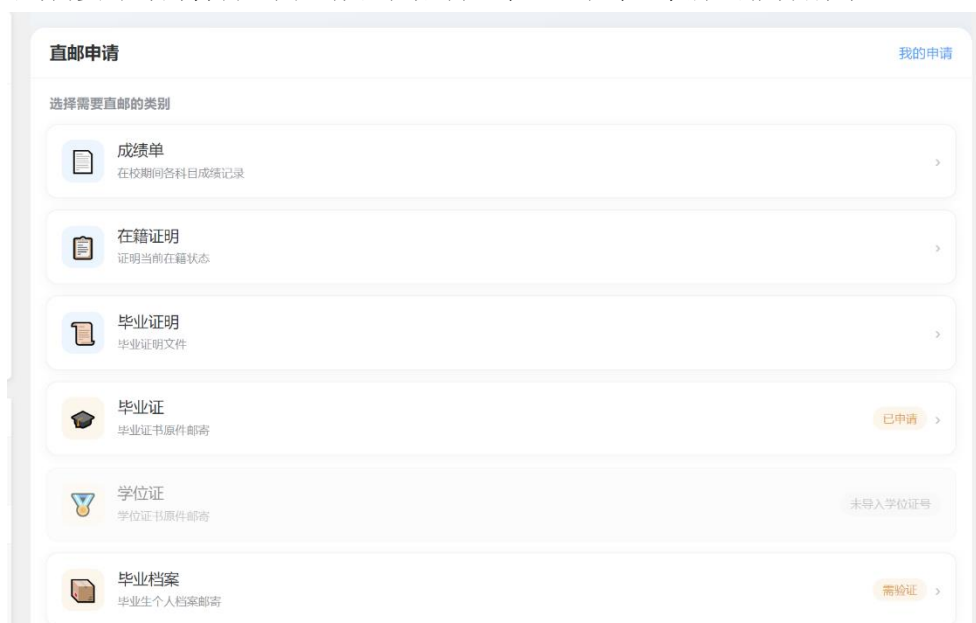 直邮申请
我的申请
选择需要直邮的类别
成绩单
在校期间各科目成绩记录
在籍证明
证明当前在籍状态
毕业证明
毕业证明文件
毕业证
毕业证书原件邮寄
已申请
学位证
学位证书原件邮寄
未导入学位证号
毕业档案
毕业生个人档案邮寄
需验证